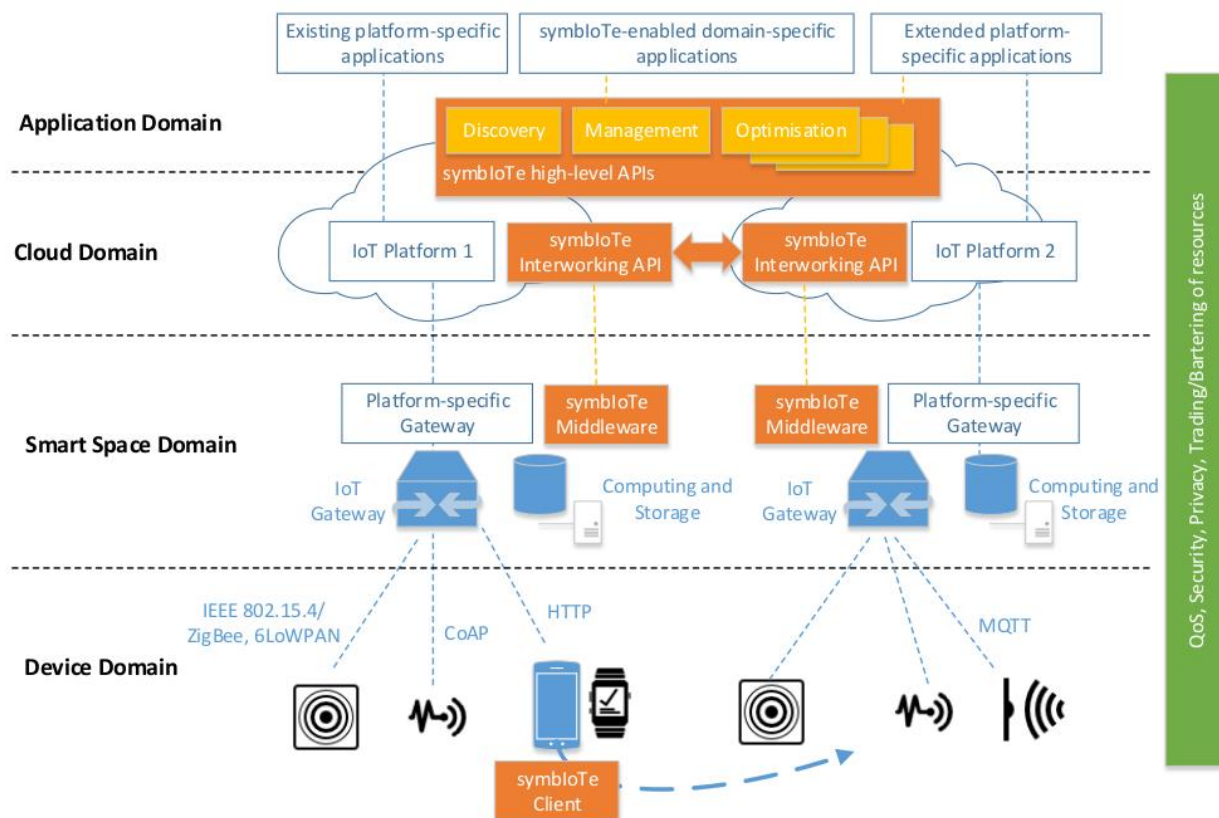 Existing platform-specific
applications
symbIoTe-enabled domain-specific
applications
Extended platform-
specific applications
Application Domain
Discovery
Management
Optimisation
symbIoTe high-level APIs
Cloud Domain
IoT Platform 1
symbIoTe
Interworking API
symbIoTe
Interworking API
IoT Platform 2
Smart Space Domain
Platform-specific
Gateway
symbIoTe
Middleware
symbIoTe
Middleware
Platform-specific
Gateway
IoT
Gateway
Computing and
Storage
IoT
Gateway
Computing and
Storage
Device Domain
IEEE 802.15.4/
ZigBee, 6LoWPAN
CoAP
HTTP
MQTT
symbIoTe
Client
QoS, Security, Privacy, Trading/Bartering of resources